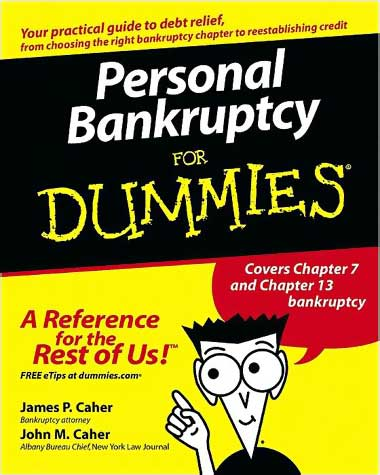 Your practical guide to debt relief,
from choosing the right bankruptcy chapter to reestablishing credit
Personal
Bankruptcy
FOR
DUMMIES®
Covers Chapter 7
and Chapter 13
bankruptcy
A Reference
for the
Rest of Us!™
FREE eTips at dummies.com®
James P. Caher
Bankruptcy attorney
John M. Caher
Albany Bureau Chief, New York Law Journal